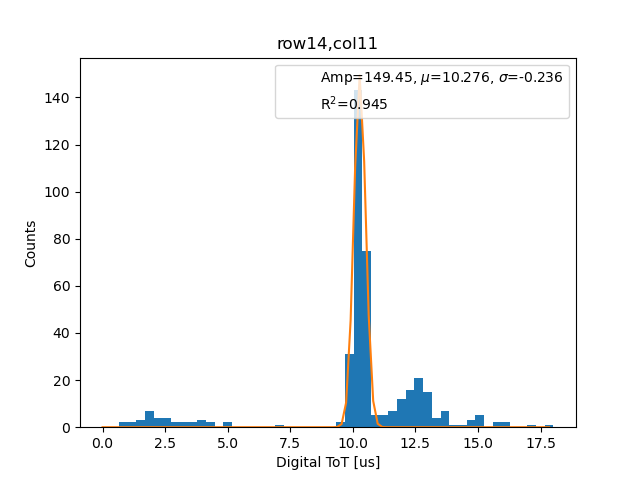 row14,col11
Amp=149.45, μ=10.276, σ=-0.236
R²=0.945
Counts
140
120
100
80
60
40
20
0
0.0 2.5 5.0 7.5 10.0 12.5 15.0 17.5
Digital ToT [us]